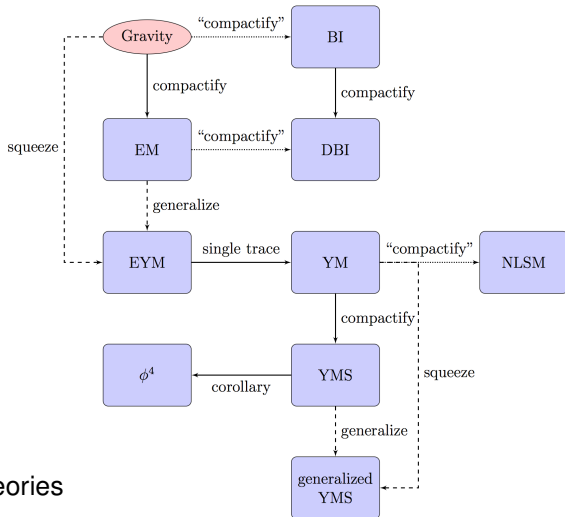 “compactify”
Gravity
BI
compactify
compactify
“compactify”
squeeze
EM
DBI
generalize
single trace
“compactify”
EYM
YM
NLSM
compactify
ϕ⁴
YMS
squeeze
corollary
generalize
generalized
YMS
eories